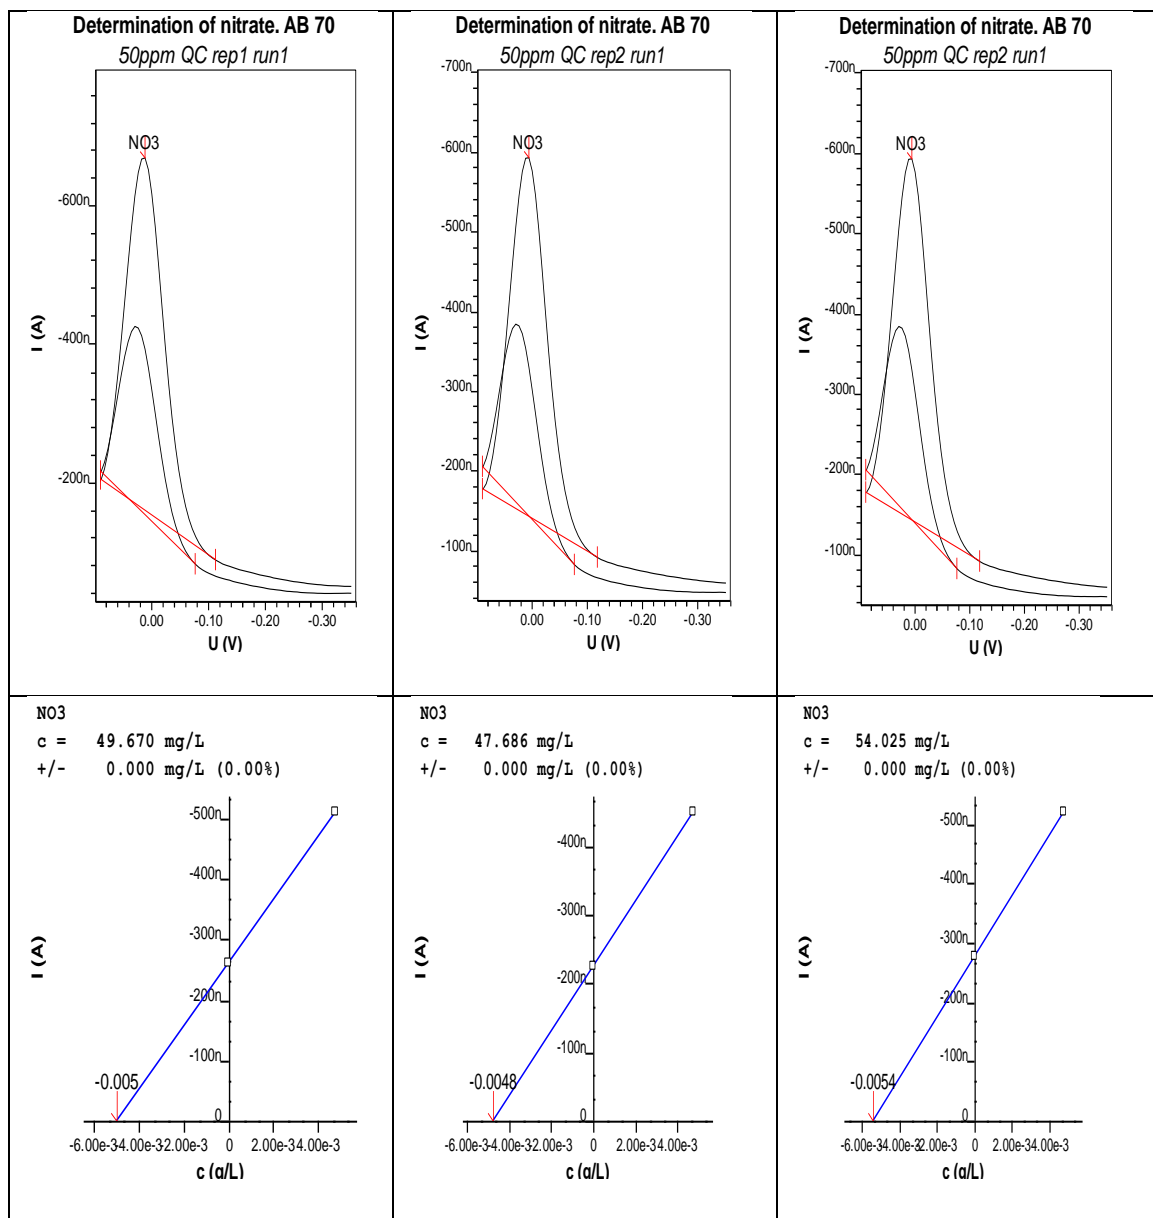 Determination of nitrate. AB 70
50ppm QC rep1 run1
NO3
-600n
-400n
-200n
I (A)
0.00 -0.10 -0.20 -0.30
U (V)
Determination of nitrate. AB 70
50ppm QC rep2 run1
-700n
NO3
-600n
-500n
-400n
-300n
-200n
-100n
I (A)
0.00 -0.10 -0.20 -0.30
U (V)
Determination of nitrate. AB 70
50ppm QC rep2 run1
-700n
NO3
-600n
-500n
-400n
-300n
-200n
-100n
I (A)
0.00 -0.10 -0.20 -0.30
U (V)
NO3
c = 49.670 mg/L
+/- 0.000 mg/L (0.00%)
-500n
-400n
-300n
-200n
-100n
0
I (A)
-0.005
-6.00e-3-4.00e-3-2.00e-3 0 2.00e-34.00e-3
c (g/L)
NO3
c = 47.686 mg/L
+/- 0.000 mg/L (0.00%)
-400n
-300n
-200n
-100n
0
I (A)
-0.0048
-6.00e-3-4.00e-3-2.00e-3 0 2.00e-34.00e-3
c (g/L)
NO3
c = 54.025 mg/L
+/- 0.000 mg/L (0.00%)
-500n
-400n
-300n
-200n
-100n
0
I (A)
-0.0054
-6.00e-3-4.00e-3-2.00e-3 0 2.00e-34.00e-3
c (g/L)